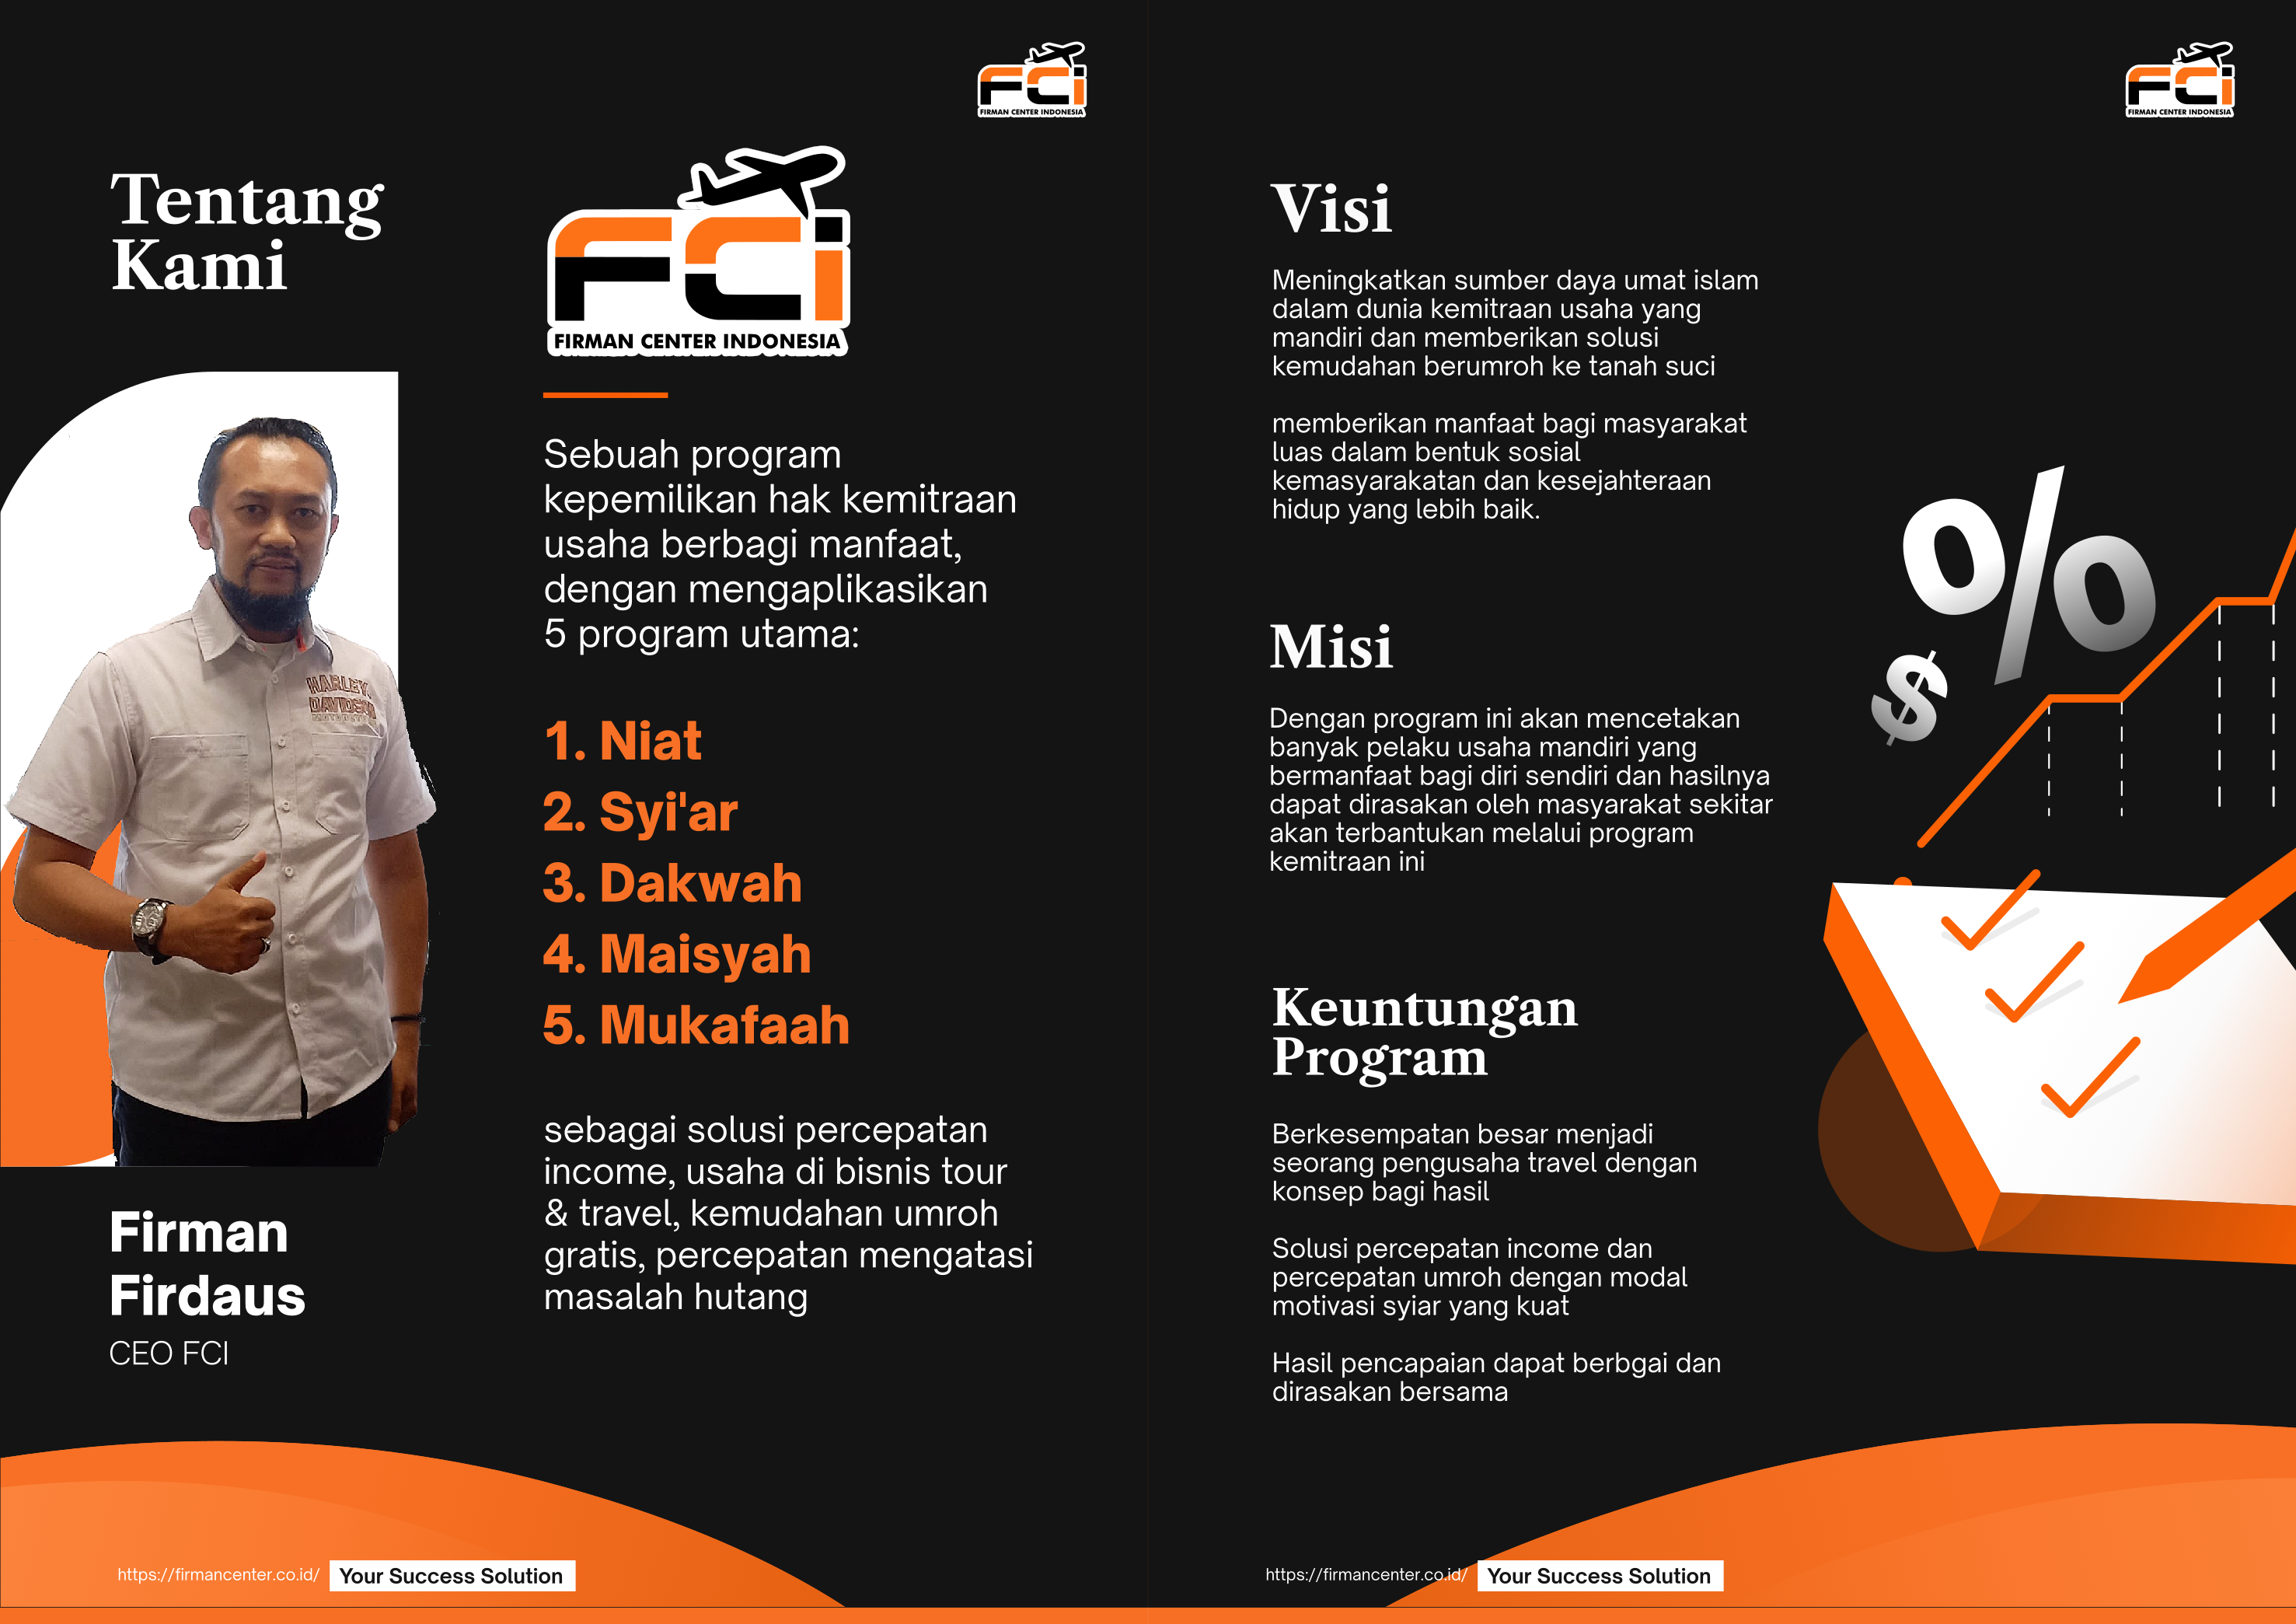 FCi
FIRMAN CENTER INDONESIA
Tentang
Kami
FCi
FIRMAN CENTER INDONESIA
Sebuah program
kepemilikan hak kemitraan
usaha berbagi manfaat,
dengan mengaplikasikan
5 program utama:
1. Niat
2. Syi'ar
3. Dakwah
4. Maisyah
5. Mukafaah
sebagai solusi percepatan
income, usaha di bisnis tour
& travel, kemudahan umroh
gratis, percepatan mengatasi
masalah hutang
HARLEY
DAVIDSON
Firman
Firdaus
CEO FCI
https://firmancenter.co.id/ Your Success Solution
FCi
FIRMAN CENTER INDONESIA
Visi
Meningkatkan sumber daya umat islam
dalam dunia kemitraan usaha yang
mandiri dan memberikan solusi
kemudahan berumroh ke tanah suci
memberikan manfaat bagi masyarakat
luas dalam bentuk sosial
kemasyarakatan dan kesejahteraan
hidup yang lebih baik.
Misi
Dengan program ini akan mencetakan
banyak pelaku usaha mandiri yang
bermanfaat bagi diri sendiri dan hasilnya
dapat dirasakan oleh masyarakat sekitar
akan terbantukan melalui program
kemitraan ini
Keuntungan
Program
Berkesempatan besar menjadi
seorang pengusaha travel dengan
konsep bagi hasil
Solusi percepatan income dan
percepatan umroh dengan modal
motivasi syiar yang kuat
Hasil pencapaian dapat berbgai dan
dirasakan bersama
%
$
https://firmancenter.co.id/ Your Success Solution